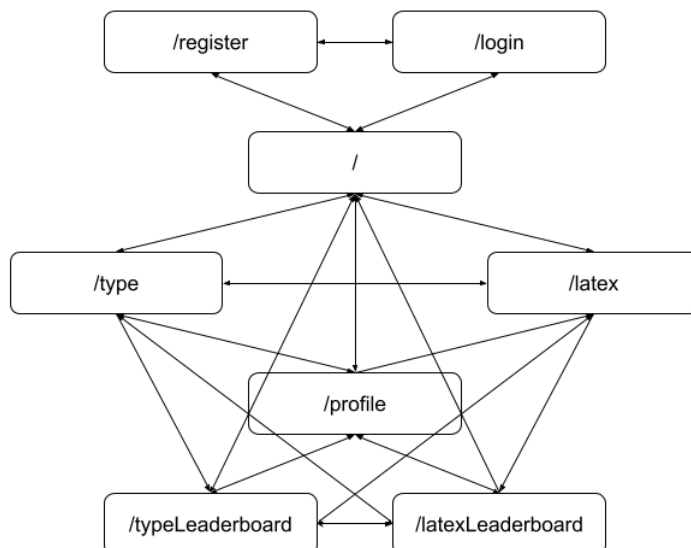 /register
/login
/
/type
/latex
/profile
/typeLeaderboard
/latexLeaderboard